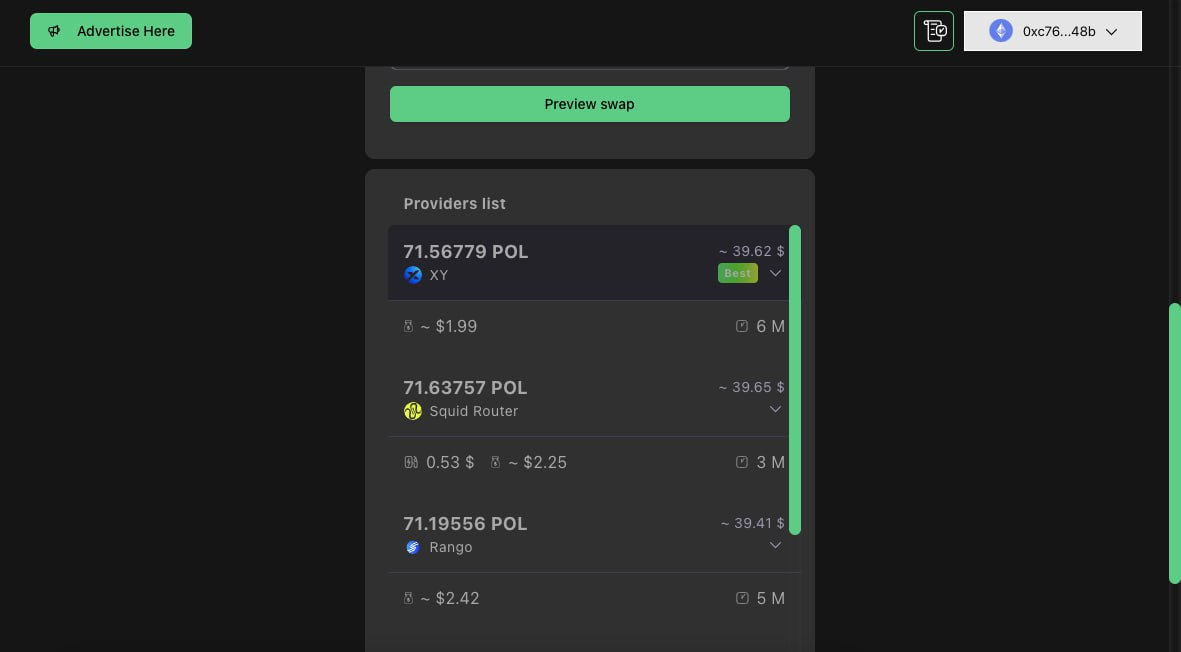 Advertise Here
0xc76...48b
Preview swap
Providers list
71.56779 POL
~ 39.62 $
XY
Best
~ $1.99
6 M
71.63757 POL
~ 39.65 $
Squid Router
0.53 $
~ $2.25
3 M
71.19556 POL
~ 39.41 $
Rango
~ $2.42
5 M